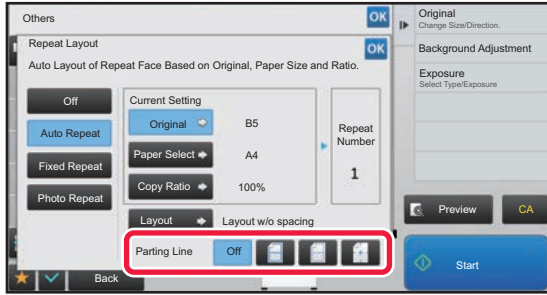 Others
OK
Repeat Layout
OK
Auto Layout of Repeat Face Based on Original, Paper Size and Ratio.
Off
Auto Repeat
Fixed Repeat
Photo Repeat
Current Setting
Original
B5
Paper Select
A4
Copy Ratio
100%
Repeat
Number
1
Layout
Layout w/o spacing
Parting Line
Off
Back
Original
Change Size/Direction.
Background Adjustment
Exposure
Select Type/Exposure
Preview
CA
Start